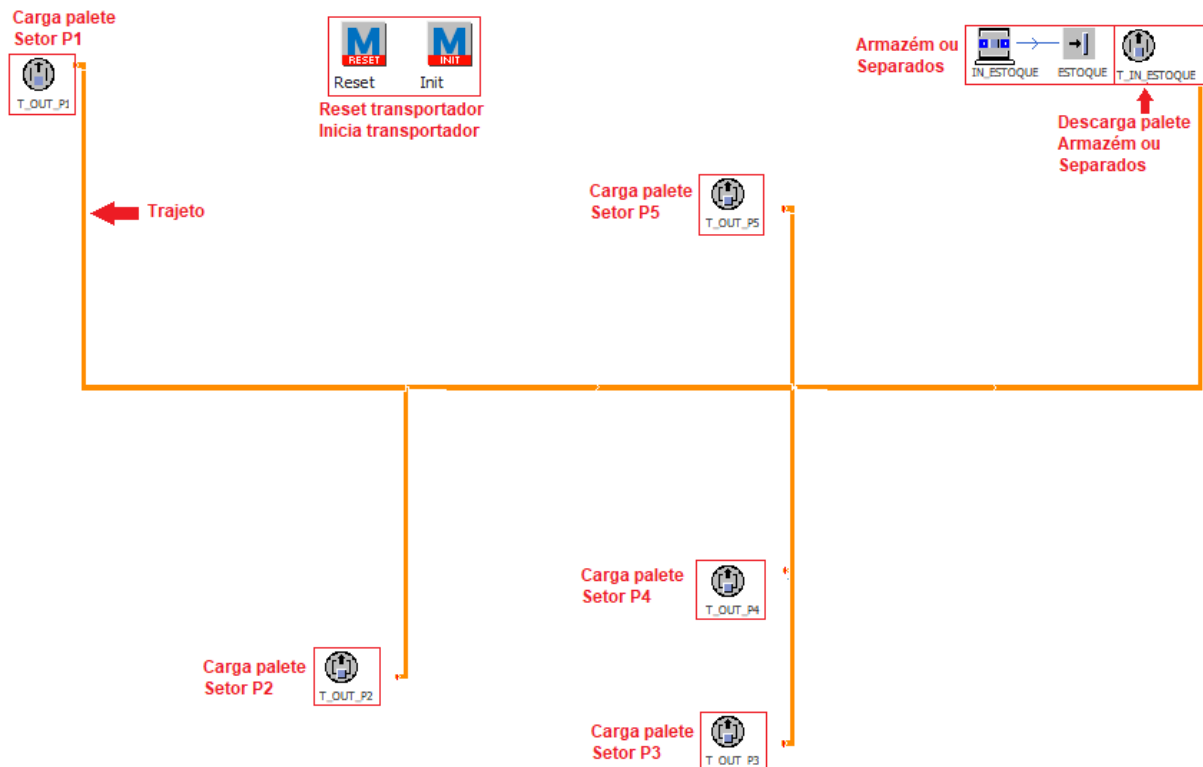 Carga palete
Setor P1
T_OUT_P1
M
RESET
Reset
M
INIT
Init
Reset transportador
Inicia transportador
Armazém ou
Separados
IN_ESTOQUE
ESTOQUE
T_IN_ESTOQUE
Descarga palete
Armazém ou
Separados
Trajeto
Carga palete
Setor P5
T_OUT_P5
Carga palete
Setor P4
T_OUT_P4
Carga palete
Setor P2
T_OUT_P2
Carga palete
Setor P3
T_OUT_P3